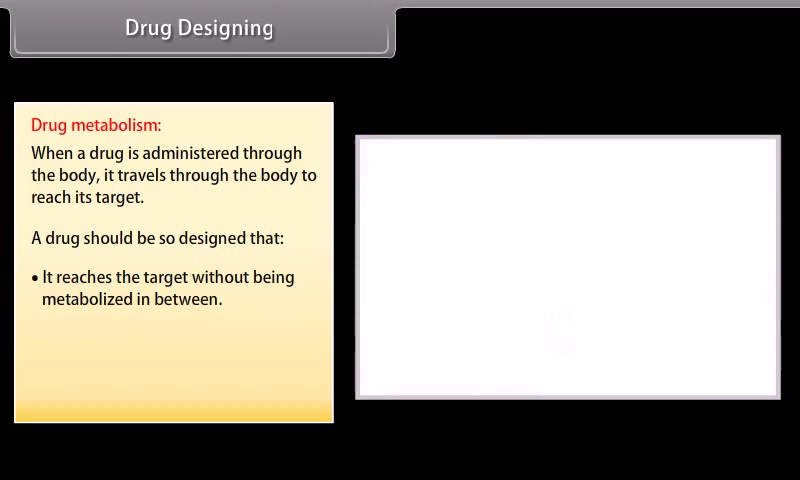 Drug Designing
Drug metabolism:
When a drug is administered through
the body, it travels through the body to
reach its target.
A drug should be so designed that:
• It reaches the target without being
metabolized in between.